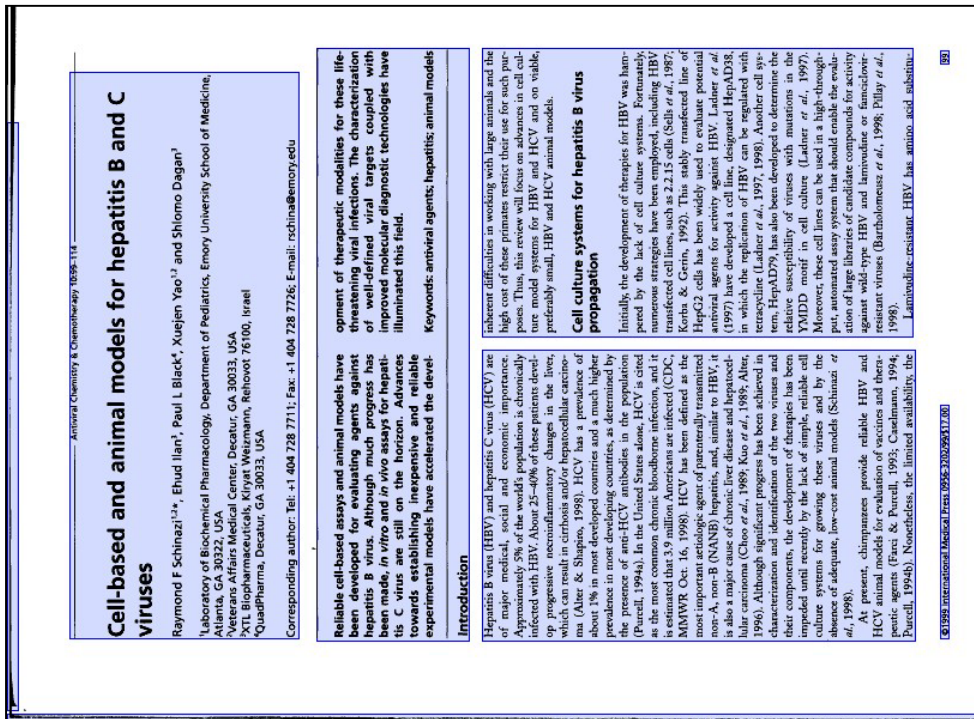 Antiviral Chemistry & Chemotherapy 10:99–114
Cell-based and animal models for hepatitis B and C
viruses
Raymond F Schinazi¹,²*, Ehud Ilan³, Paul L Black⁴, Xuejen Yao¹,² and Shlomo Dagan³
¹Laboratory of Biochemical Pharmacology, Department of Pediatrics, Emory University School of Medicine,
Atlanta, GA 30322, USA
²Veterans Affairs Medical Center, Decatur, GA 30033, USA
³XTL Biopharmaceuticals, Kiryat Weizmann, Rehovot 76100, Israel
⁴QuadPharma, Decatur, GA 30033, USA
Corresponding author: Tel: +1 404 728 7711; Fax: +1 404 728 7726; E-mail: rschina@emory.edu
Reliable cell-based assays and animal models have
been developed for evaluating agents against
hepatitis B virus. Although much progress has
been made, in vitro and in vivo assays for hepati-
tis C virus are still on the horizon. Advances
towards establishing inexpensive and reliable
experimental models have accelerated the devel-
opment of therapeutic modalities for these life-
threatening viral infections. The characterization
of well-defined viral targets coupled with
improved molecular diagnostic technologies have
illuminated this field.
Keywords: antiviral agents; hepatitis; animal models
Introduction
Hepatitis B virus (HBV) and hepatitis C virus (HCV) are
of major medical, social and economic importance.
Approximately 5% of the world's population is chronically
infected with HBV. About 25–40% of these patients devel-
op progressive necroinflammatory changes in the liver,
which can result in cirrhosis and/or hepatocellular carcino-
ma (Alter & Shapiro, 1998). HCV has a prevalence of
about 1% in most developed countries and a much higher
prevalence in most developing countries, as determined by
the presence of anti-HCV antibodies in the population
(Purcell, 1994a). In the United States alone, HCV is cited
as the most common chronic bloodborne infection, and it
is estimated that 3.9 million Americans are infected (CDC,
MMWR Oct. 16, 1998). HCV has been defined as the
most important aetiologic agent of parenterally transmitted
non-A, non-B (NANB) hepatitis, and, similar to HBV, it
is also a major cause of chronic liver disease and hepatocel-
lular carcinoma (Choo et al., 1989; Kuo et al., 1989; Alter,
1996). Although significant progress has been achieved in
characterization and identification of the two viruses and
their components, the development of therapies has been
impeded until recently by the lack of simple, reliable cell
culture systems for growing these viruses and by the
absence of adequate, low-cost animal models (Schinazi et
al., 1998).
At present, chimpanzees provide reliable HBV and
HCV animal models for evaluation of vaccines and thera-
peutic agents (Farci & Purcell, 1993; Caselmann, 1994;
Purcell, 1994b). Nonetheless, the limited availability, the
inherent difficulties in working with large animals and the
high cost of these primates restrict their use for such pur-
poses. Thus, this review will focus on advances in cell cul-
ture model systems for HBV and HCV and on viable,
preferably small, HBV and HCV animal models.
Cell culture systems for hepatitis B virus
propagation
Initially, the development of therapies for HBV was ham-
pered by the lack of cell culture systems. Fortunately,
numerous strategies have been employed, including HBV
transfected cell lines, such as 2.2.15 cells (Sells et al., 1987;
Korba & Gerin, 1992). This stably transfected line of
HepG2 cells has been widely used to evaluate potential
antiviral agents for activity against HBV. Ladner et al.
(1997) have developed a cell line, designated HepAD38,
in which the replication of HBV can be regulated with
tetracycline (Ladner et al., 1997, 1998). Another cell sys-
tem, HepAD79, has also been developed to determine the
relative susceptibility of viruses with mutations in the
YMDD motif in cell culture (Ladner et al., 1997).
Moreover, these cell lines can be used in a high-through-
put, automated assay system that should enable the evalu-
ation of large libraries of candidate compounds for activity
against wild-type HBV and lamivudine or famciclovir-
resistant viruses (Bartholomeusz et al., 1998; Pillay et al.,
1998).
Lamivudine-resistant HBV has amino acid substitu-
©1999 International Medical Press 0956-3202/99/$17.00
99